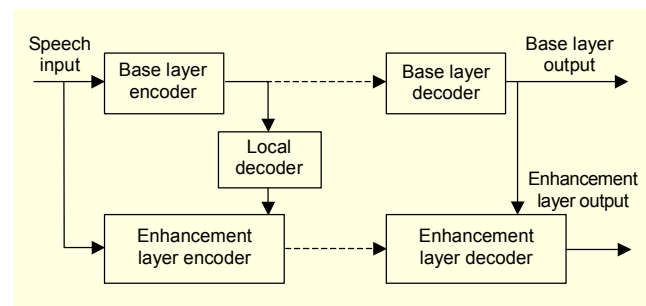 Speech
input
Base layer
encoder
Base layer
decoder
Base layer
output
Local
decoder
Enhancement
layer output
Enhancement
layer encoder
Enhancement
layer decoder